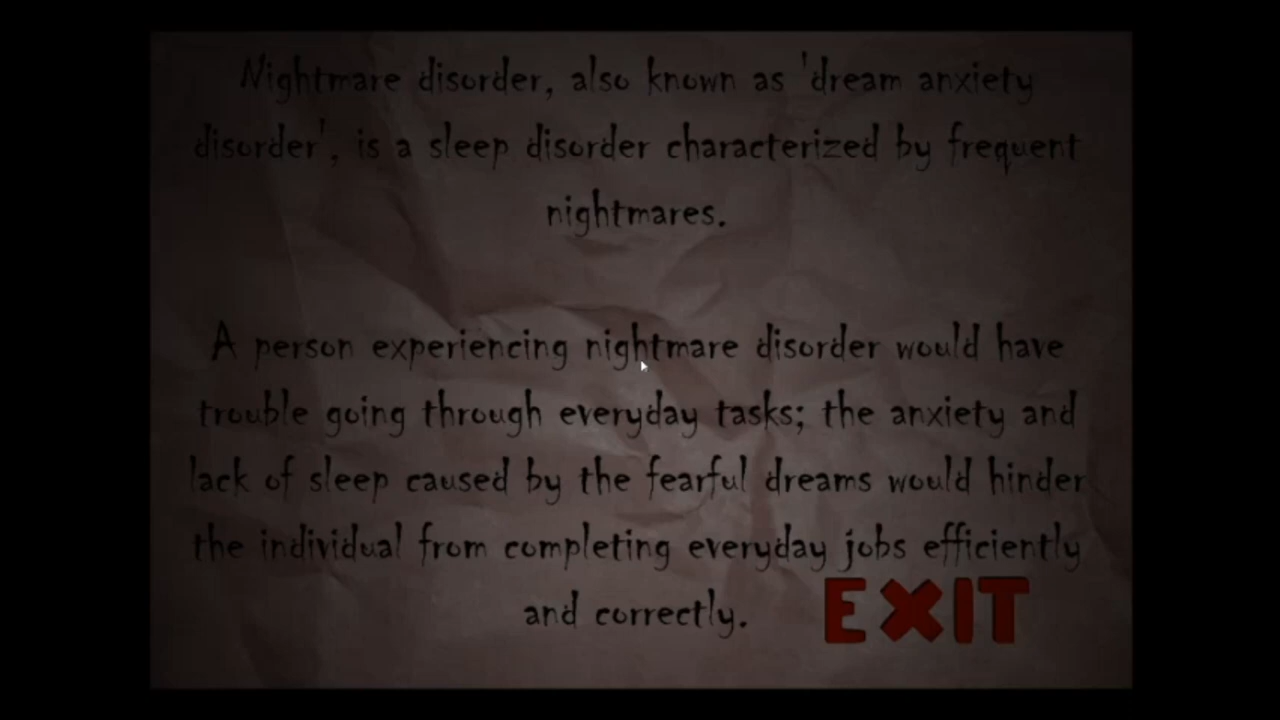 Nightmare disorder, also known as 'dream anxiety
disorder', is a sleep disorder characterized by frequent
nightmares.
A person experiencing nightmare disorder would have
trouble going through everyday tasks; the anxiety and
lack of sleep caused by the fearful dreams would hinder
the individual from completing everyday jobs efficiently
and correctly.
EXIT